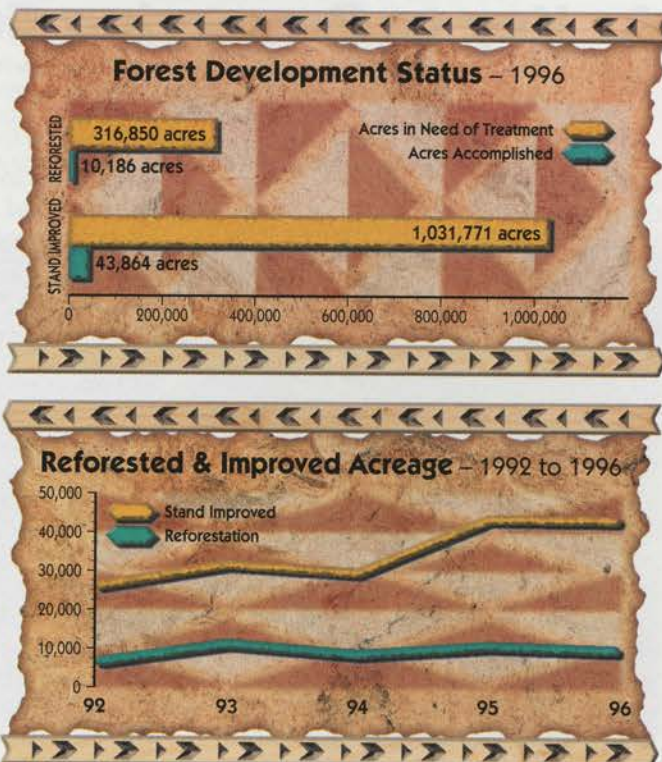 Forest Development Status – 1996
REFORESTED
316,850 acres
10,186 acres
Acres in Need of Treatment
Acres Accomplished
STAND IMPROVED
1,031,771 acres
43,864 acres
0 200,000 400,000 600,000 800,000 1,000,000
Reforested & Improved Acreage – 1992 to 1996
50,000
Stand Improved
40,000
Reforestation
30,000
20,000
10,000
0
92 93 94 95 96